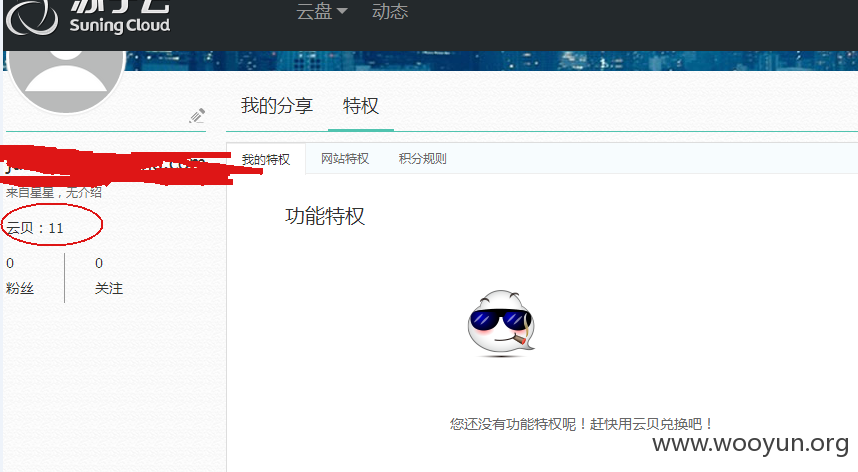 苏宁云
Suning Cloud
云盘 动态
我的分享 特权
我的特权 网站特权 积分规则
来自星星，无介绍
云贝：11
0 0
粉丝 关注
功能特权
您还没有功能特权呢！赶快用云贝兑换吧！
www.wooyun.org